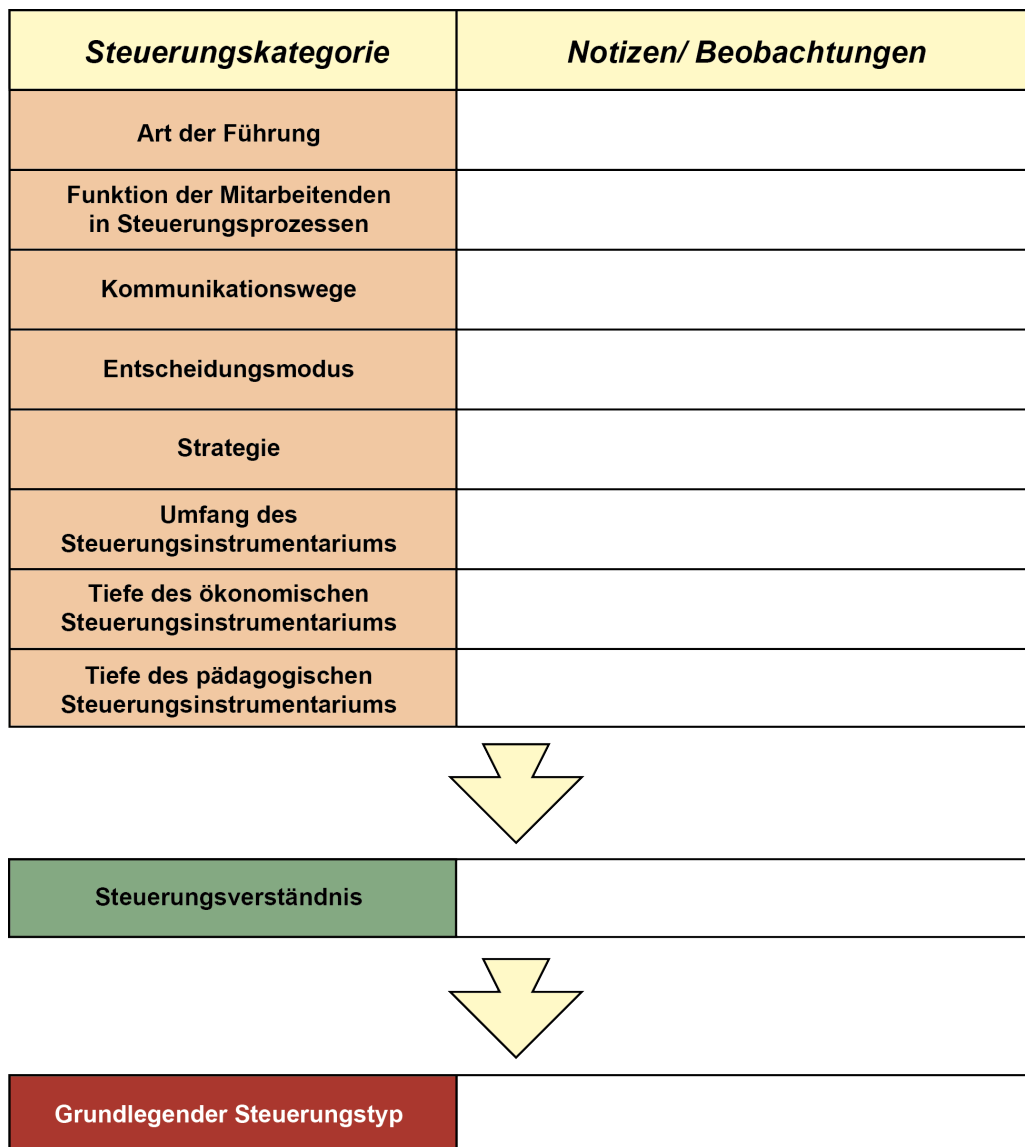 Steuerungskategorie
Notizen/ Beobachtungen
Art der Führung
Funktion der Mitarbeitenden
in Steuerungsprozessen
Kommunikationswege
Entscheidungsmodus
Strategie
Umfang des
Steuerungsinstrumentariums
Tiefe des ökonomischen
Steuerungsinstrumentariums
Tiefe des pädagogischen
Steuerungsinstrumentariums
Steuerungsverständnis
Grundlegender Steuerungstyp